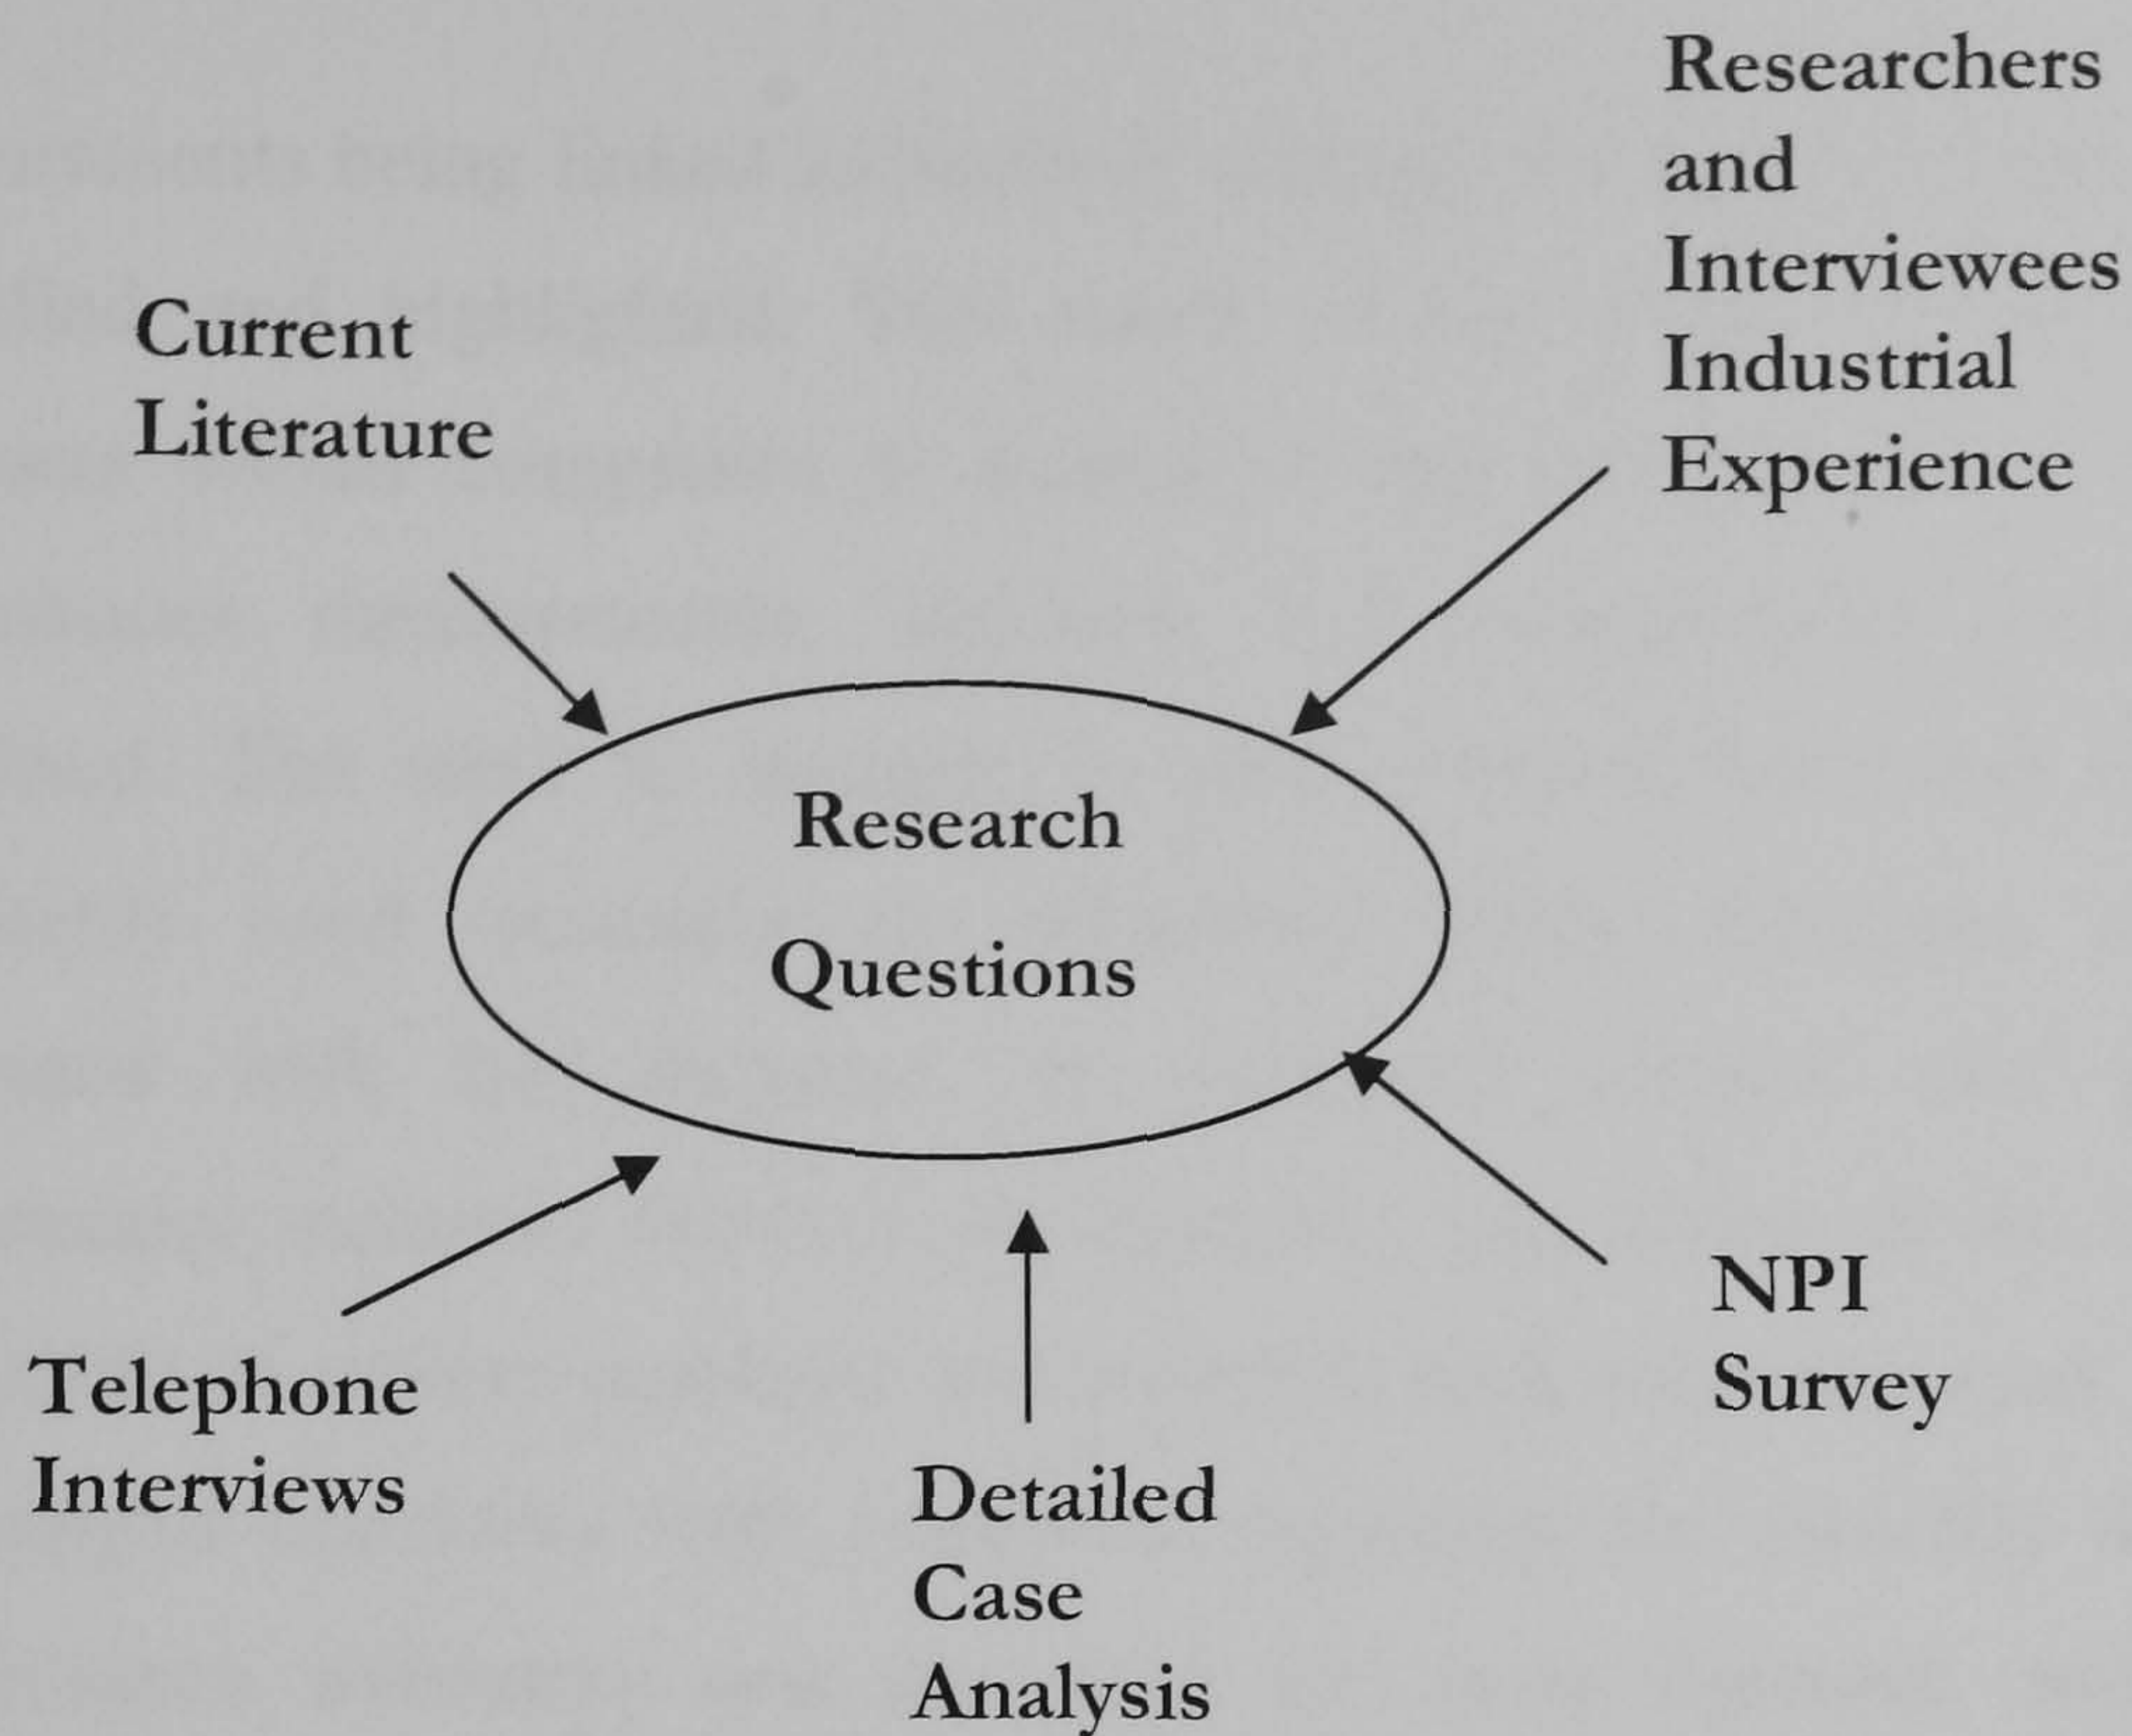 Researchers
and
Interviewees
Industrial
Experience
Current
Literature
Research
Questions
NPI
Survey
Telephone
Interviews
Detailed
Case
Analysis